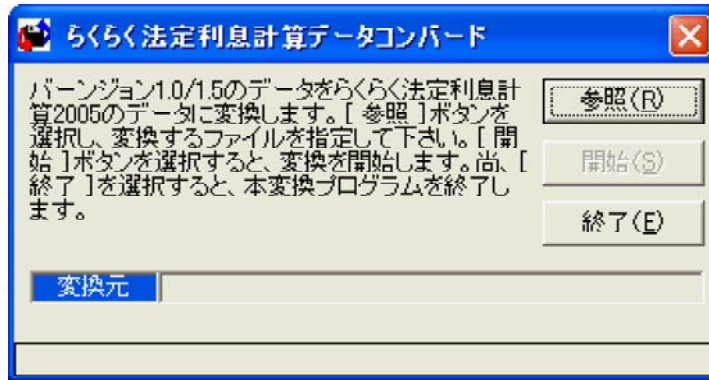 らくらく法定利息計算データコンバード
バーンジョン1.0/1.5のデータをらくらく法定利息計
算2005のデータに変換します。[ 参照 ]ボタンを
選択し、変換するファイルを指定して下さい。[ 開
始 ]ボタンを選択すると、変換を開始します。尚、[
終了 ]を選択すると、本変換プログラムを終了し
ます。
参照(R)
開始(S)
終了(E)
変換元